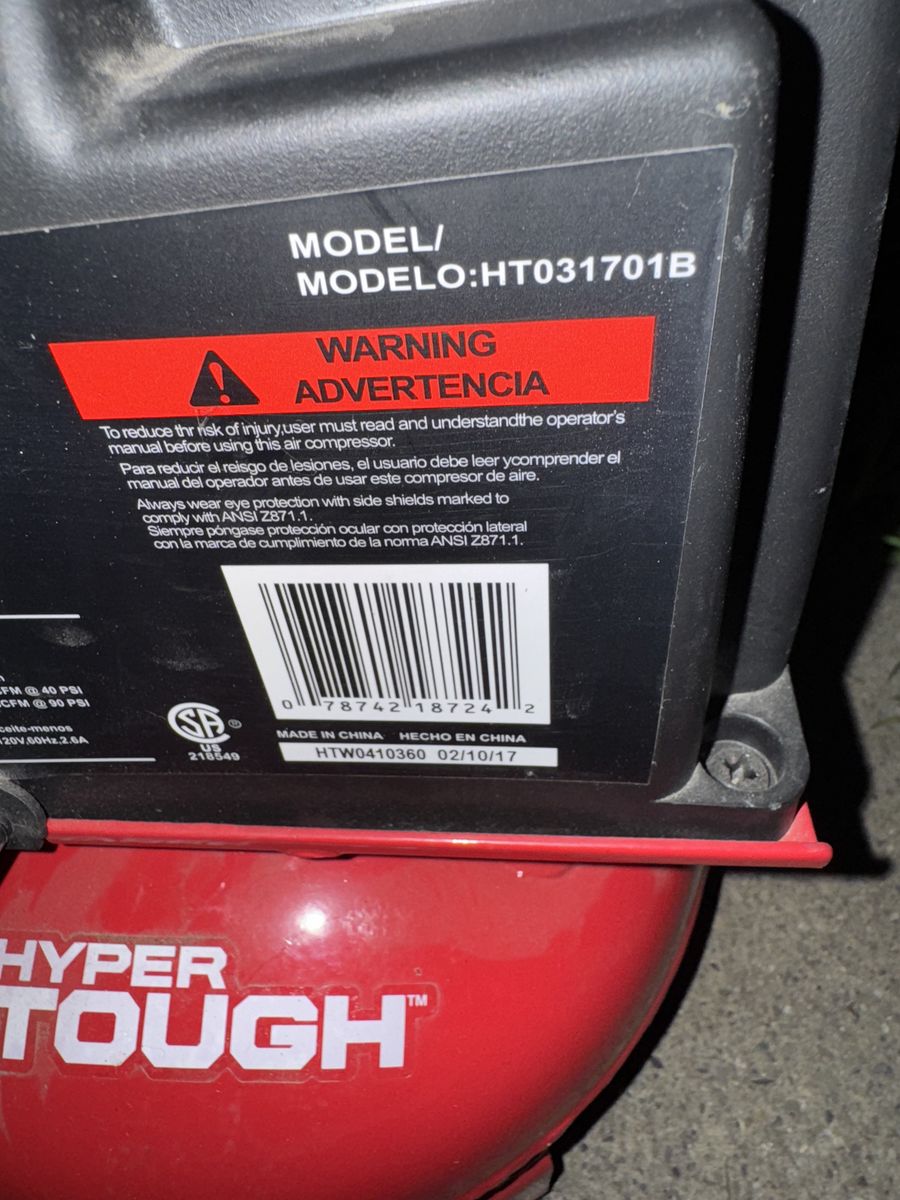 MODEL/
MODELO:HT031701B
WARNING
ADVERTENCIA
To reduce thr risk of injury,user must read and understandthe operator's
manual before using this air compressor.
Para reducir el reisgo de lesiones, el usuario debe leer ycomprender el
manual del operador antes de usar este compresor de aire.
Always wear eye protection with side shields marked to
comply with ANSI Z871.1.
Siempre póngase protección ocular con protección lateral
con la marca de cumplimiento de la norma ANSI Z871.1.
CFM @ 40 PSI
CFM @ 90 PSI
ceite-menos
120V,60Hz,2.6A
SA ®
US
218549
0 78742 18724 2
MADE IN CHINA HECHO EN CHINA
HTW0410360 02/10/17
HYPER
TOUGH™